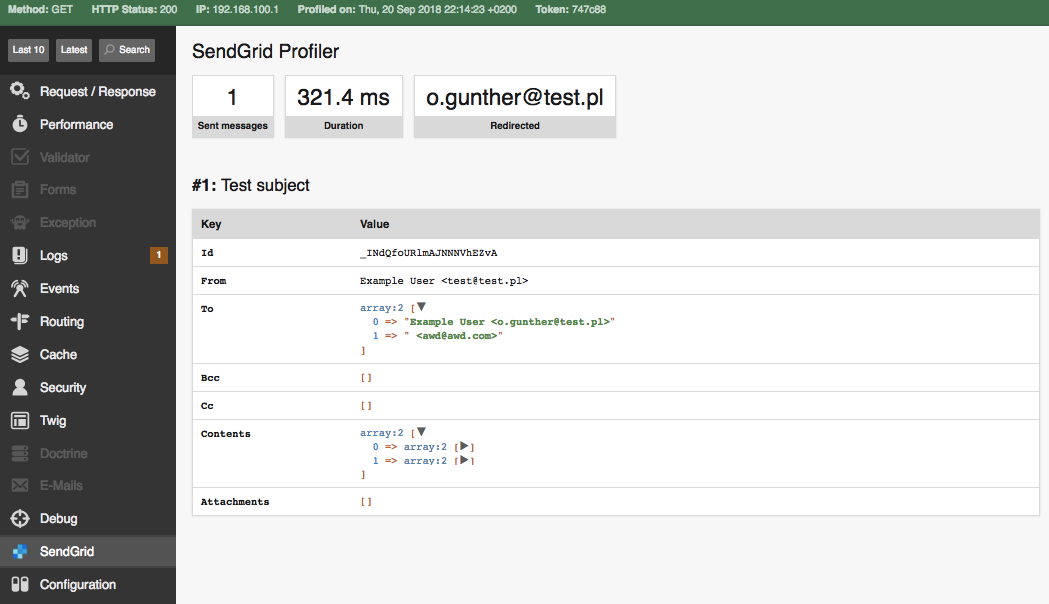 Method: GET HTTP Status: 200 IP: 192.168.100.1 Profiled on: Thu, 20 Sep 2018 22:14:23 +0200 Token: 747c88
Last 10 Latest Search
SendGrid Profiler
1 321.4 ms o.gunther@test.pl
Sent messages Duration Redirected
Request / Response
Performance
Validator
Forms
Exception
Logs 1
Events
Routing
Cache
Security
Twig
Doctrine
E-Mails
Debug
SendGrid
Configuration
#1: Test subject
Key Value
Id _INdQfoURlmAJNNNVhEZvA
From Example User <test@test.pl>
To array:2 [▼
0 => "Example User <o.gunther@test.pl>"
1 => " <awd@awd.com>"
]
Bcc []
Cc []
Contents array:2 [▼
0 => array:2 [▶]
1 => array:2 [▶]
]
Attachments []